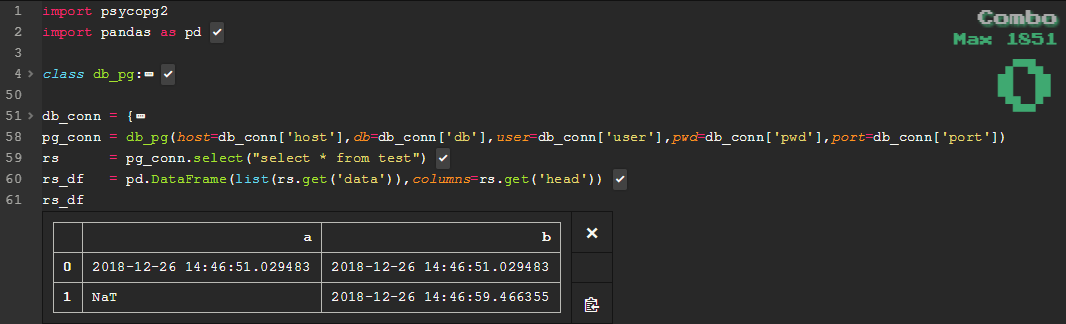 1 import psycopg2
2 import pandas as pd
3
4 class db_pg:
50
51 db_conn = {
58 pg_conn = db_pg(host=db_conn['host'],db=db_conn['db'],user=db_conn['user'],pwd=db_conn['pwd'],port=db_conn['port'])
59 rs = pg_conn.select("select * from test")
60 rs_df = pd.DataFrame(list(rs.get('data')),columns=rs.get('head'))
61 rs_df
a b
0 2018-12-26 14:46:51.029483 2018-12-26 14:46:51.029483
1 NaT 2018-12-26 14:46:59.466355
Combo
Max 1851
0